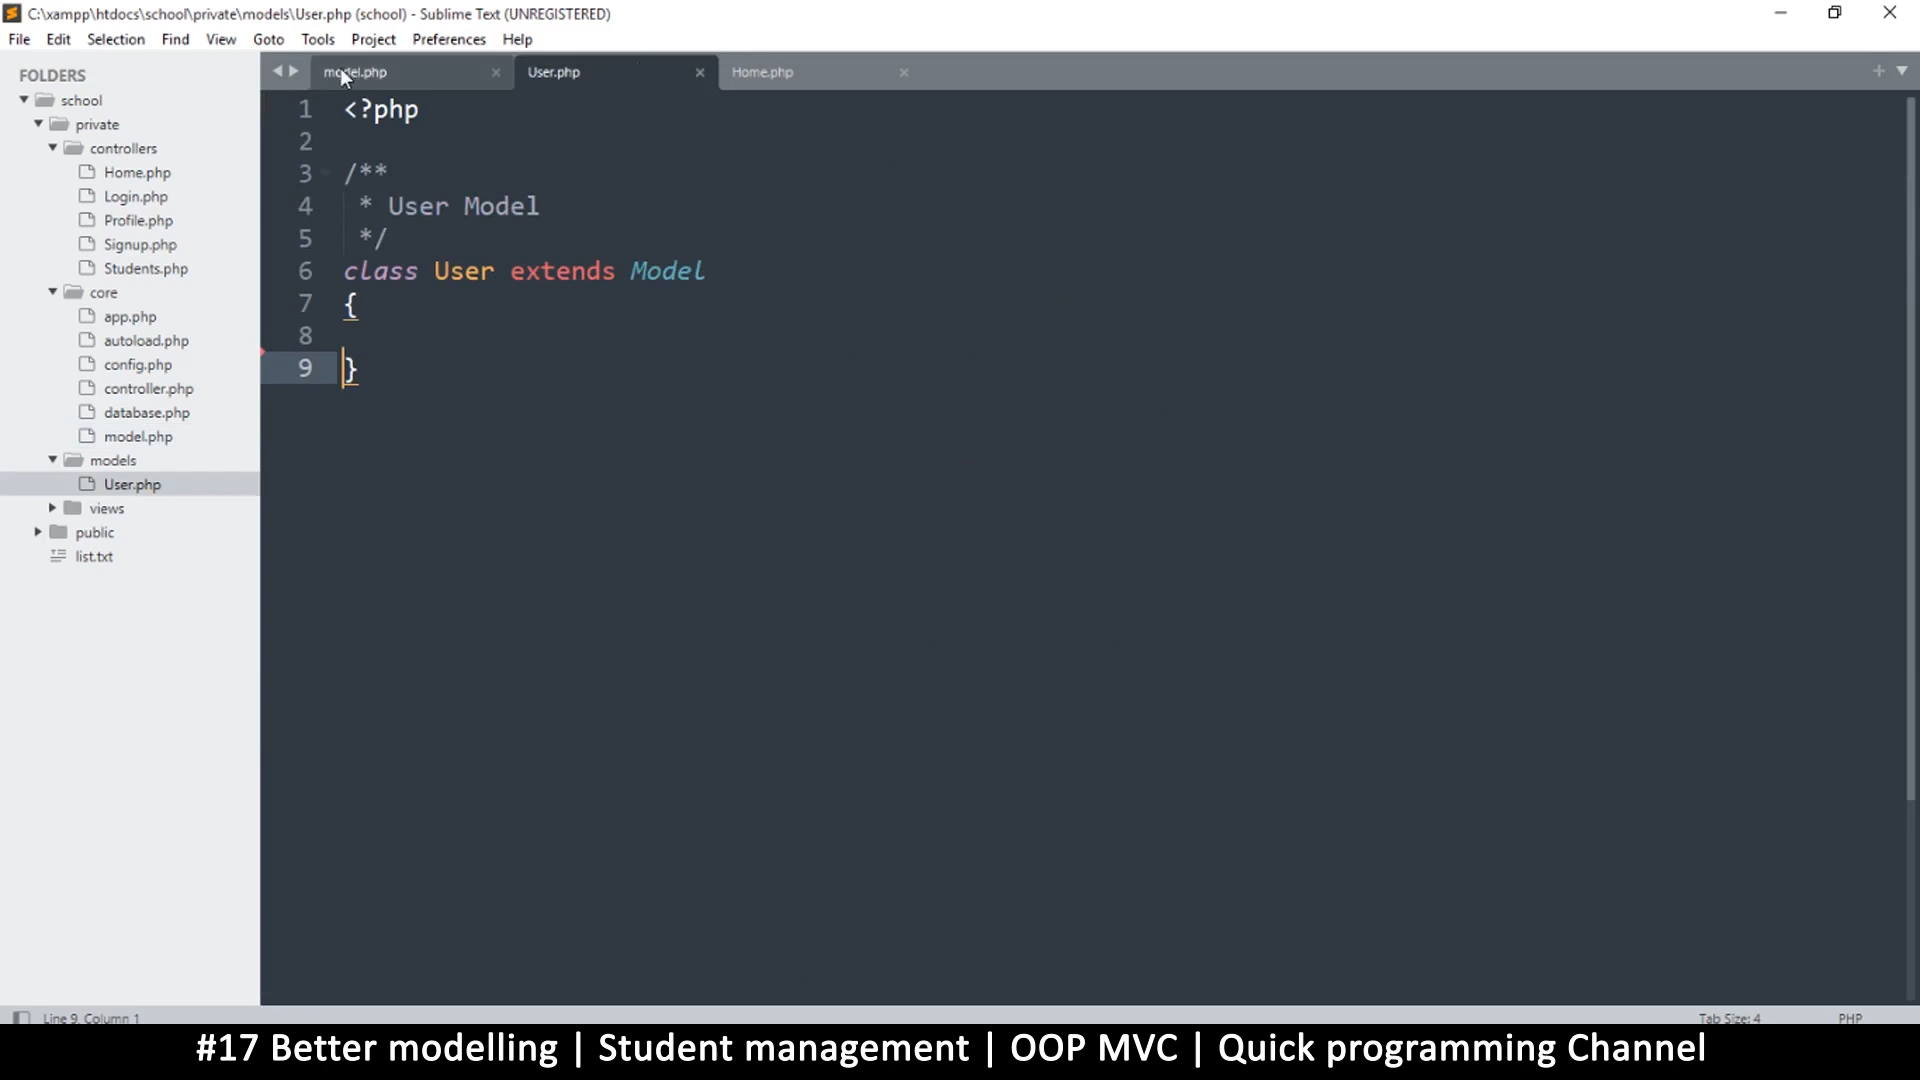 C:\xampp\htdocs\school\private\models\User.php (school) - Sublime Text (UNREGISTERED)
File Edit Selection Find View Goto Tools Project Preferences Help
FOLDERS
school
private
controllers
Home.php
Login.php
Profile.php
Signup.php
Students.php
core
app.php
autoload.php
config.php
controller.php
database.php
model.php
models
User.php
views
public
list.txt
model.php User.php Home.php
1 <?php
2
3 /**
4 * User Model
5 */
6 class User extends Model
7 {
8
9 }
Line 9, Column 1 Tab Size: 4 PHP
#17 Better modelling | Student management | OOP MVC | Quick programming Channel